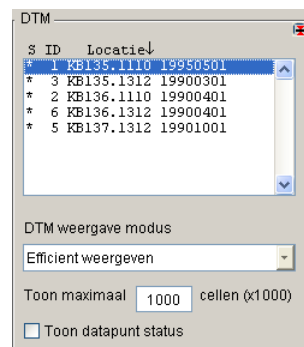 DTM
S ID Locatie↓
* 1 KB135.1110 19950501
* 3 KB135.1312 19900301
* 2 KB136.1110 19900401
* 6 KB136.1312 19900401
* 5 KB137.1312 19901001
DTM weergave modus
Efficient weergeven
Toon maximaal 1000 cellen (x1000)
Toon datapunt status